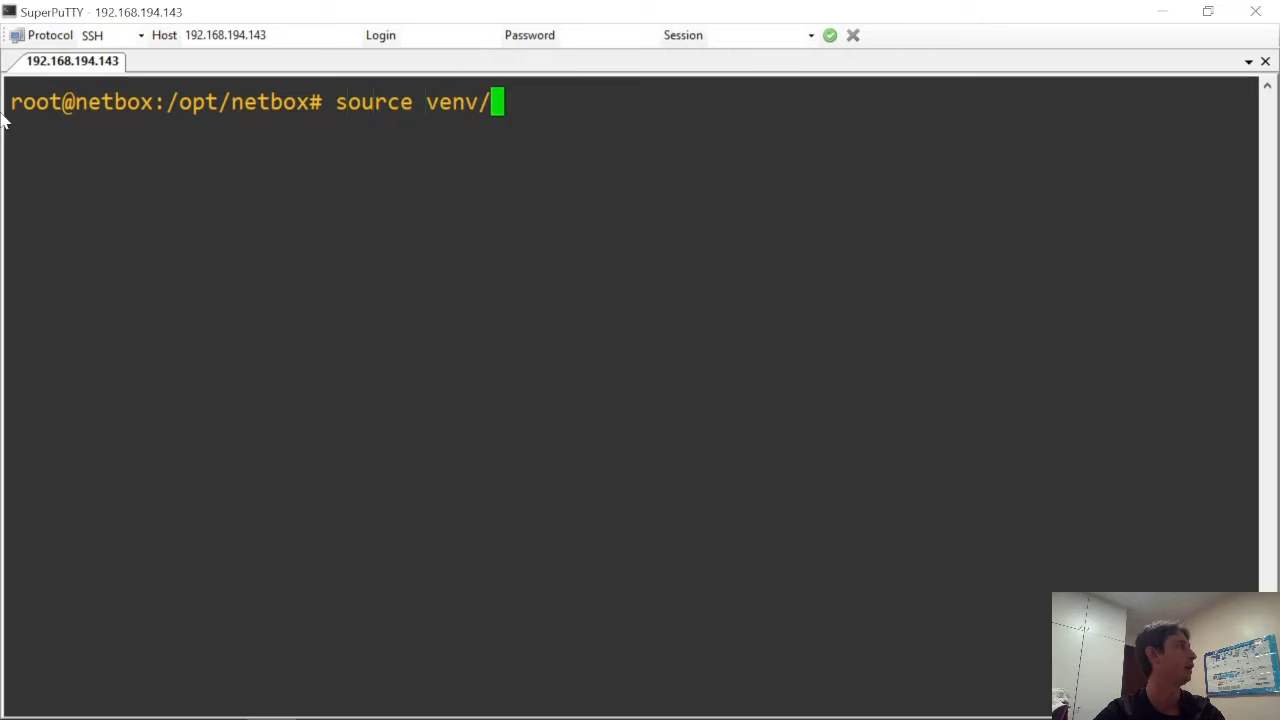 SuperPuTTY - 192.168.194.143
Protocol SSH Host 192.168.194.143 Login Password Session
192.168.194.143
root@netbox:/opt/netbox# source venv/